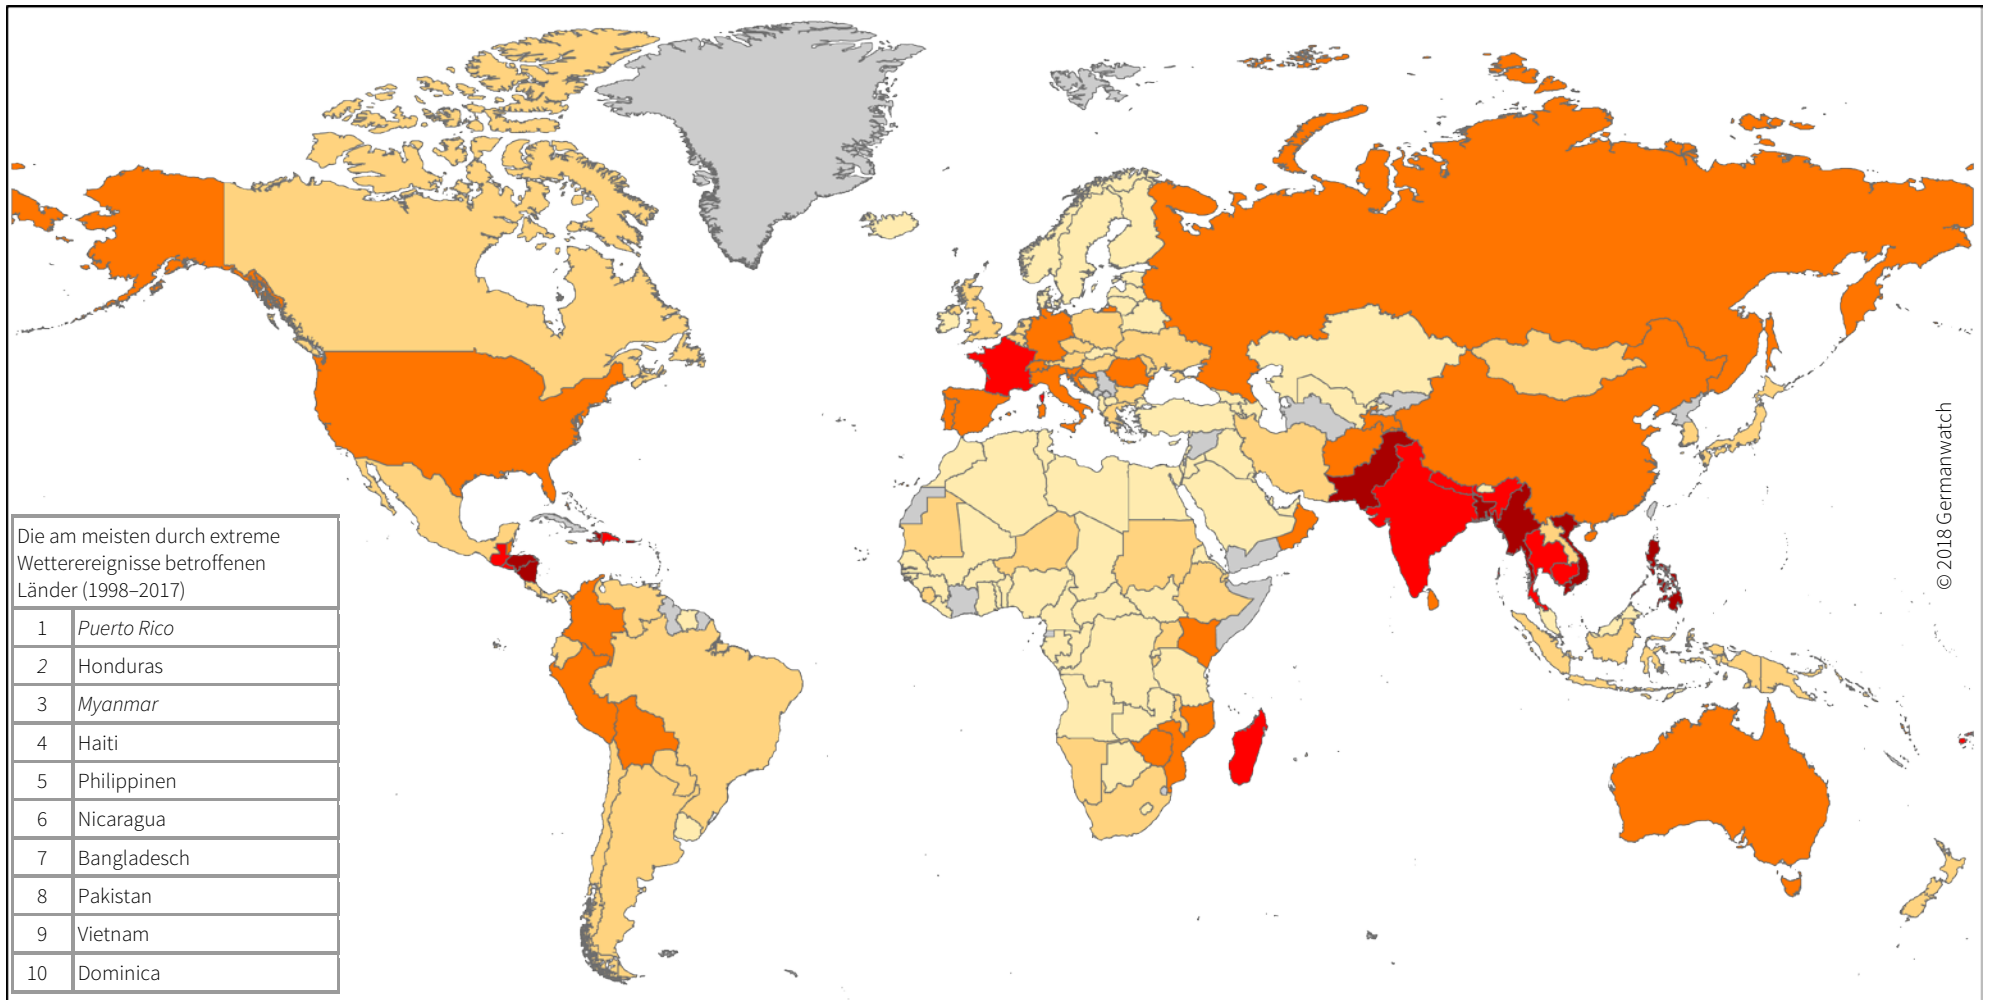 Die am meisten durch extreme
Wetterereignisse betroffenen
Länder (1998–2017)
1 Puerto Rico
2 Honduras
3 Myanmar
4 Haiti
5 Philippinen
6 Nicaragua
7 Bangladesch
8 Pakistan
9 Vietnam
10 Dominica
© 2018 Germanwatch